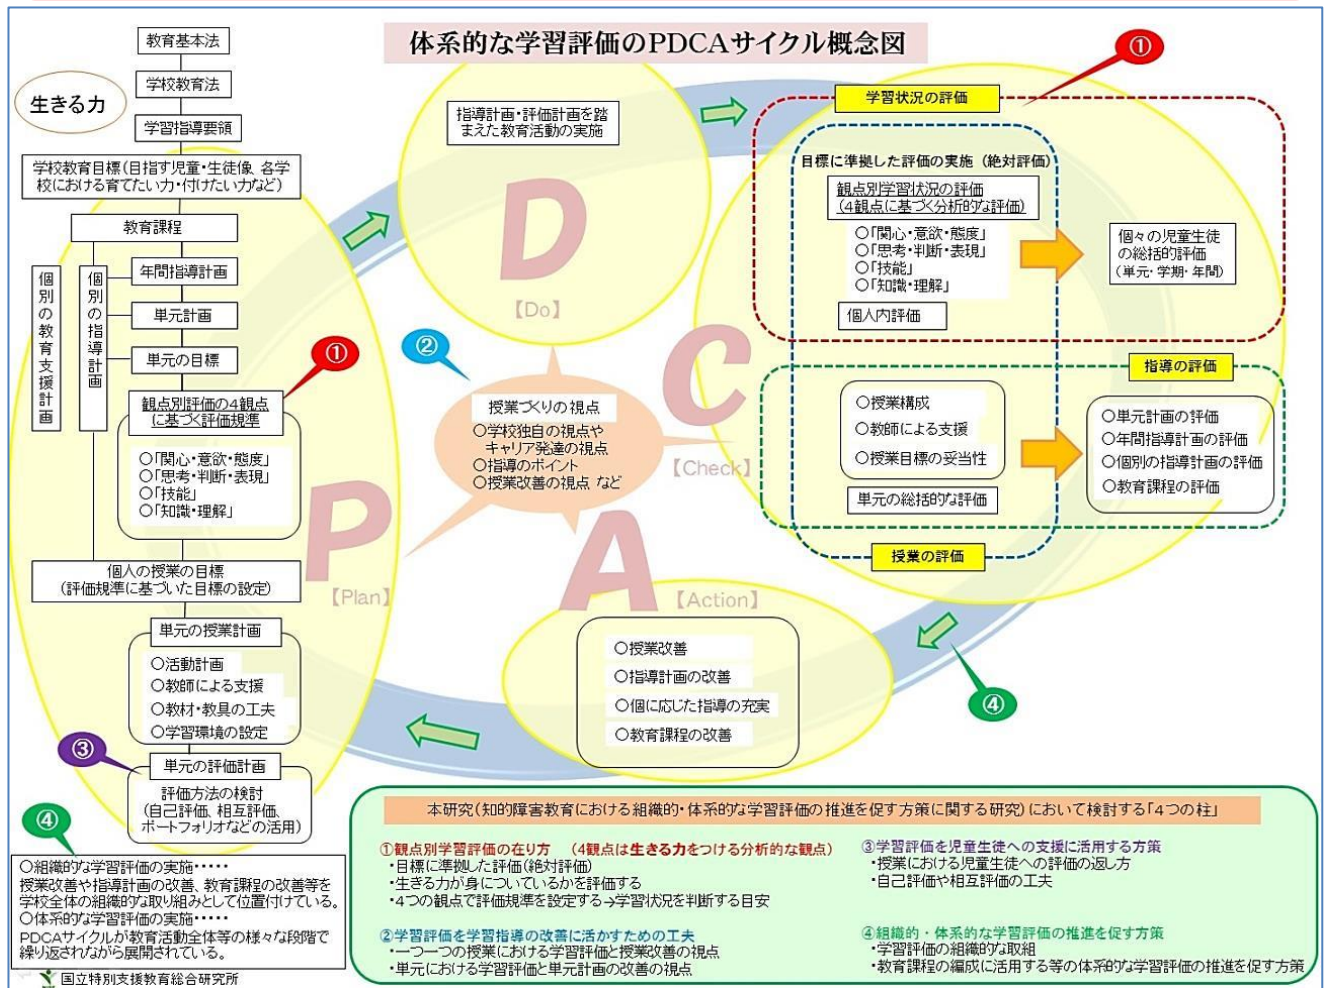 体系的な学習評価のPDCAサイクル概念図
教育基本法
学校教育法
学習指導要領
生きる力
学校教育目標(目指す児童・生徒像、各学
校における育てたい力・付けたい力など)
教育課程
個別の教育支援計画
個別の指導計画
年間指導計画
単元計画
単元の目標
①
観点別評価の4観点
に基づく評価規準
○「関心・意欲・態度」
○「思考・判断・表現」
○「技能」
○「知識・理解」
個人の授業の目標
(評価規準に基づいた目標の設定)
単元の授業計画
○活動計画
○教師による支援
○教材・教具の工夫
○学習環境の設定
③
単元の評価計画
評価方法の検討
(自己評価、相互評価、
ポートフォリオなどの活用)
P
【Plan】
指導計画・評価計画を踏
まえた教育活動の実施
D
【Do】
②
授業づくりの視点
○学校独自の視点や
キャリア発達の視点
○指導のポイント
○授業改善の視点 など
C
【Check】
①
学習状況の評価
目標に準拠した評価の実施(絶対評価)
観点別学習状況の評価
(4観点に基づく分析的な評価)
○「関心・意欲・態度」
○「思考・判断・表現」
○「技能」
○「知識・理解」
個人内評価
個々の児童生徒
の総括的評価
(単元・学期・年間)
指導の評価
○授業構成
○教師による支援
○授業目標の妥当性
単元の総括的な評価
○単元計画の評価
○年間指導計画の評価
○個別の指導計画の評価
○教育課程の評価
授業の評価
A
【Action】
○授業改善
○指導計画の改善
○個に応じた指導の充実
○教育課程の改善
④
④
○組織的な学習評価の実施・・・・・
授業改善や指導計画の改善、教育課程の改善等を
学校全体の組織的な取り組みとして位置付けている。
○体系的な学習評価の実施・・・・・
PDCAサイクルが教育活動全体等の様々な段階で
繰り返されながら展開されている。
国立特別支援教育総合研究所
本研究(知的障害教育における組織的・体系的な学習評価の推進を促す方策に関する研究)において検討する「4つの柱」
①観点別学習評価の在り方 (4観点は生きる力をつける分析的な観点)
・目標に準拠した評価(絶対評価)
・生きる力が身についているかを評価する
・4つの観点で評価規準を設定する→学習状況を判断する目安
②学習評価を学習指導の改善に活かすための工夫
・一つ一つの授業における学習評価と授業改善の視点
・単元における学習評価と単元計画の改善の視点
③学習評価を児童生徒への支援に活用する方策
・授業における児童生徒への評価の返し方
・自己評価や相互評価の工夫
④組織的・体系的な学習評価の推進を促す方策
・学習評価の組織的な取組
・教育課程の編成に活用する等の体系的な学習評価の推進を促す方策